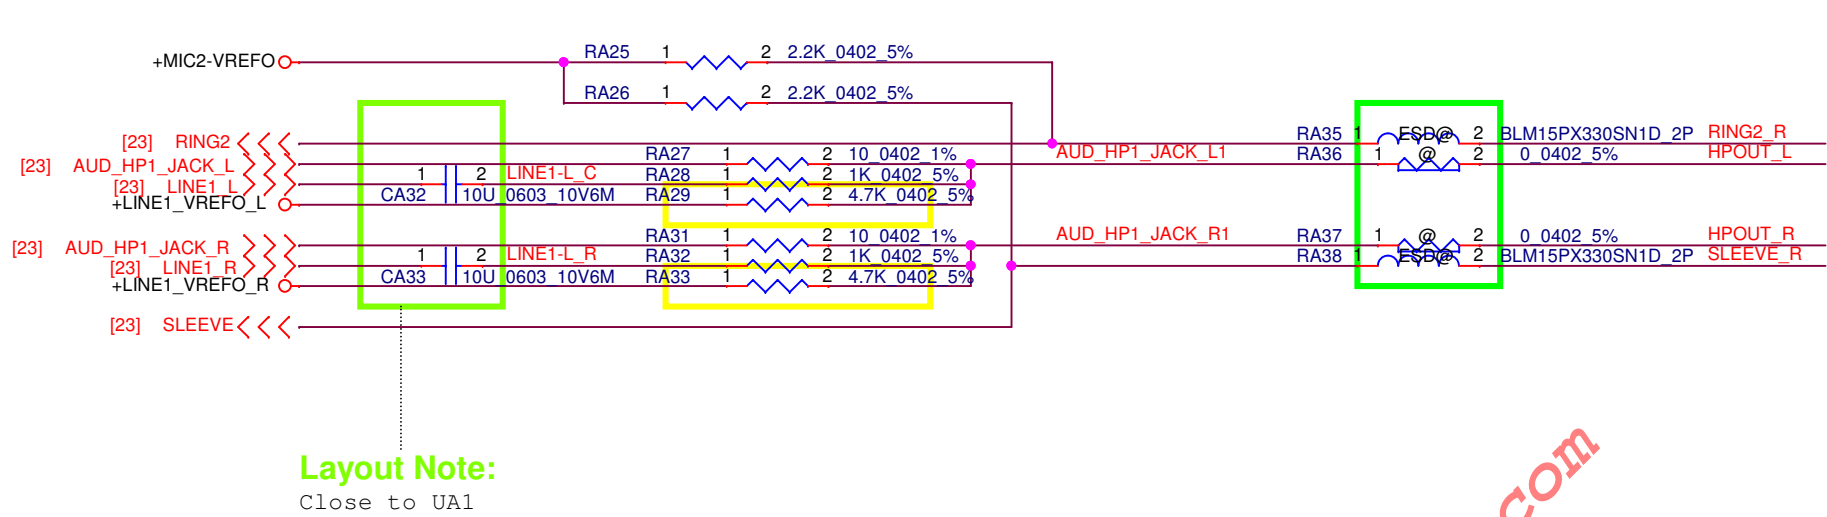 RA25 1 2 2.2K_0402_5%
+MIC2-VREFO
RA26 1 2 2.2K_0402_5%
[23] RING2
RA35 1 ESD@ 2 BLM15PX330SN1D_2P RING2_R
[23] AUD_HP1_JACK_L
RA27 1 2 10_0402_1%
AUD_HP1_JACK_L1
RA36 1 @ 2 0_0402_5% HPOUT_L
[23] LINE1_L
1 2 LINE1-L_C
RA28 1 2 1K_0402_5%
+LINE1_VREFO_L
CA32 10U_0603_10V6M
RA29 1 2 4.7K_0402_5%
[23] AUD_HP1_JACK_R
RA31 1 2 10_0402_1%
AUD_HP1_JACK_R1
RA37 1 @ 2 0_0402_5% HPOUT_R
[23] LINE1_R
1 2 LINE1-L_R
RA32 1 2 1K_0402_5%
RA38 1 ESD@ 2 BLM15PX330SN1D_2P SLEEVE_R
+LINE1_VREFO_R
CA33 10U_0603_10V6M
RA33 1 2 4.7K_0402_5%
[23] SLEEVE
Layout Note:
Close to UA1
com